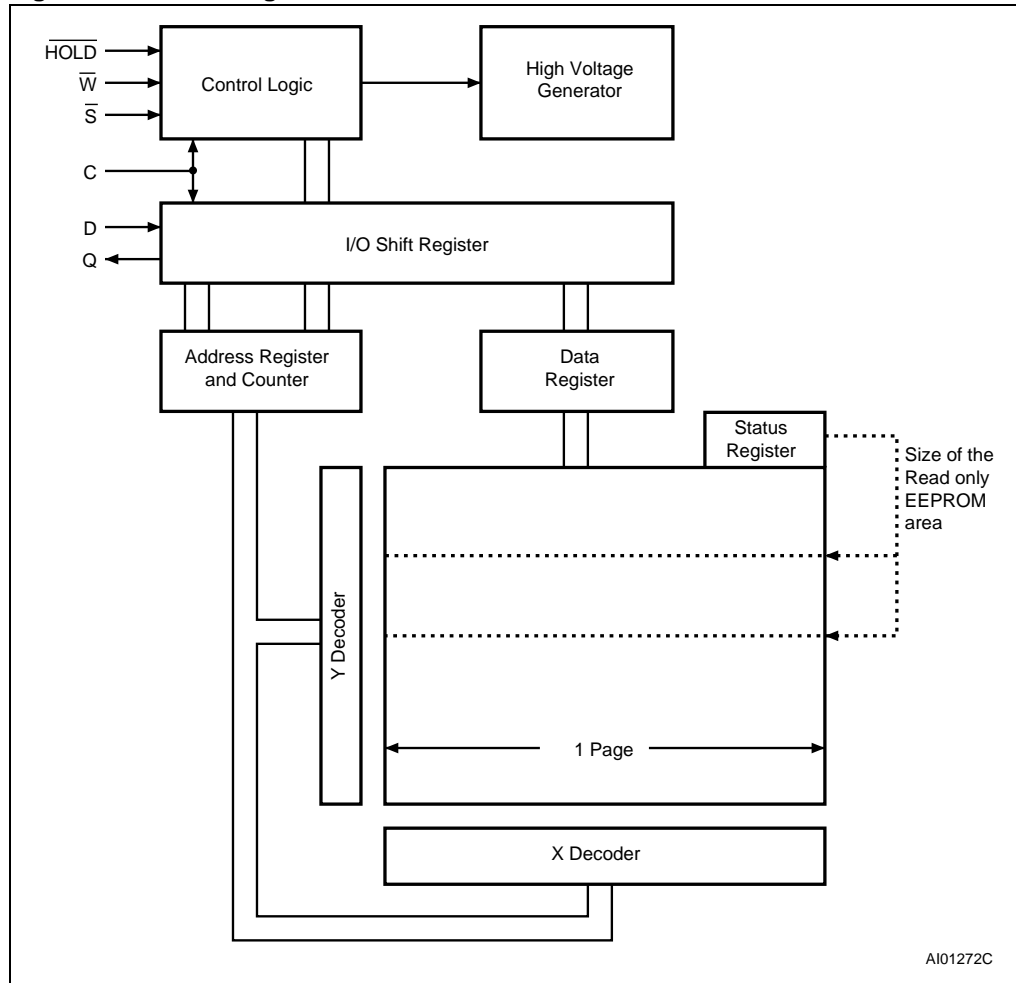 HOLD
W
S
C
D
Q
Control Logic
High Voltage
Generator
I/O Shift Register
Address Register
and Counter
Data
Register
Status
Register
Size of the
Read only
EEPROM
area
Y Decoder
1 Page
X Decoder
AI01272C